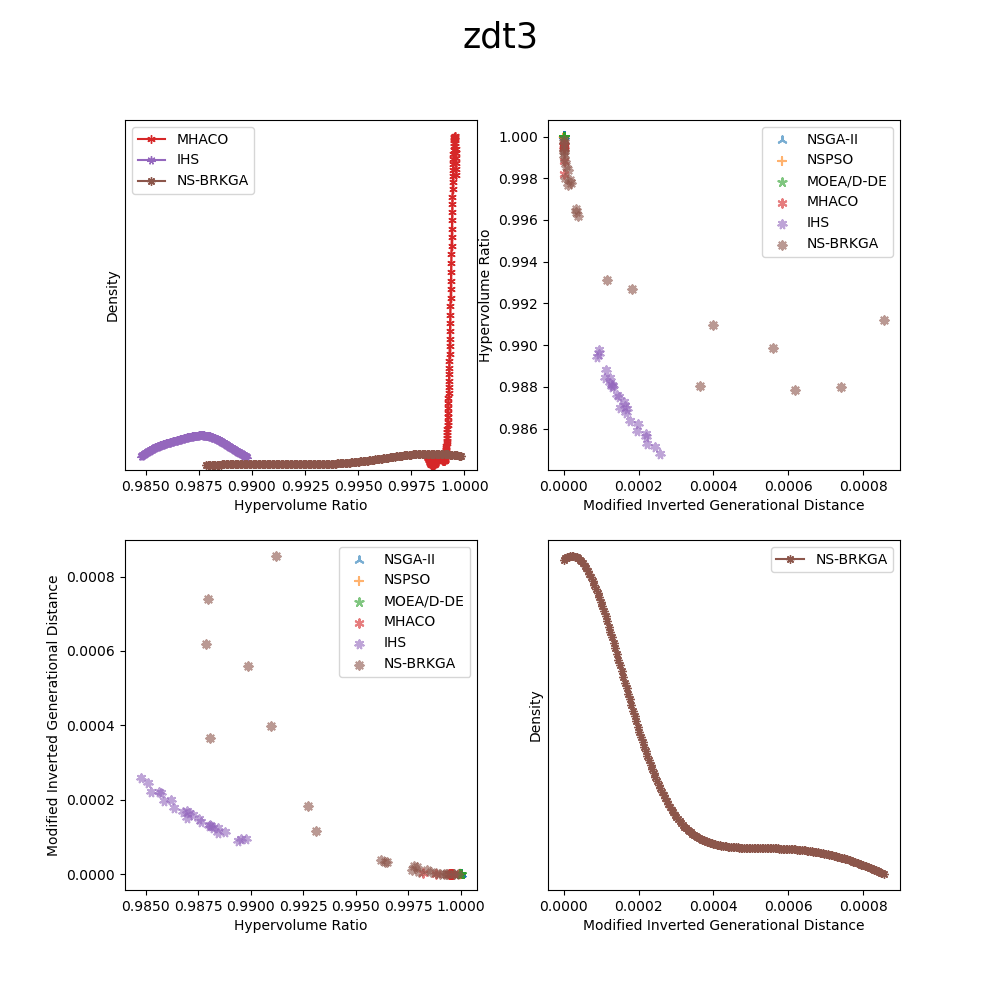 zdt3
MHACO
IHS
NS-BRKGA
Density
0.9850 0.9875 0.9900 0.9925 0.9950 0.9975 1.0000
Hypervolume Ratio
NSGA-II
NSPSO
MOEA/D-DE
MHACO
IHS
NS-BRKGA
1.000
0.998
0.996
0.994
0.992
0.990
0.988
0.986
Hypervolume Ratio
0.0000 0.0002 0.0004 0.0006 0.0008
Modified Inverted Generational Distance
NSGA-II
NSPSO
MOEA/D-DE
MHACO
IHS
NS-BRKGA
0.0008
0.0006
0.0004
0.0002
0.0000
Modified Inverted Generational Distance
0.9850 0.9875 0.9900 0.9925 0.9950 0.9975 1.0000
Hypervolume Ratio
NS-BRKGA
Density
0.0000 0.0002 0.0004 0.0006 0.0008
Modified Inverted Generational Distance